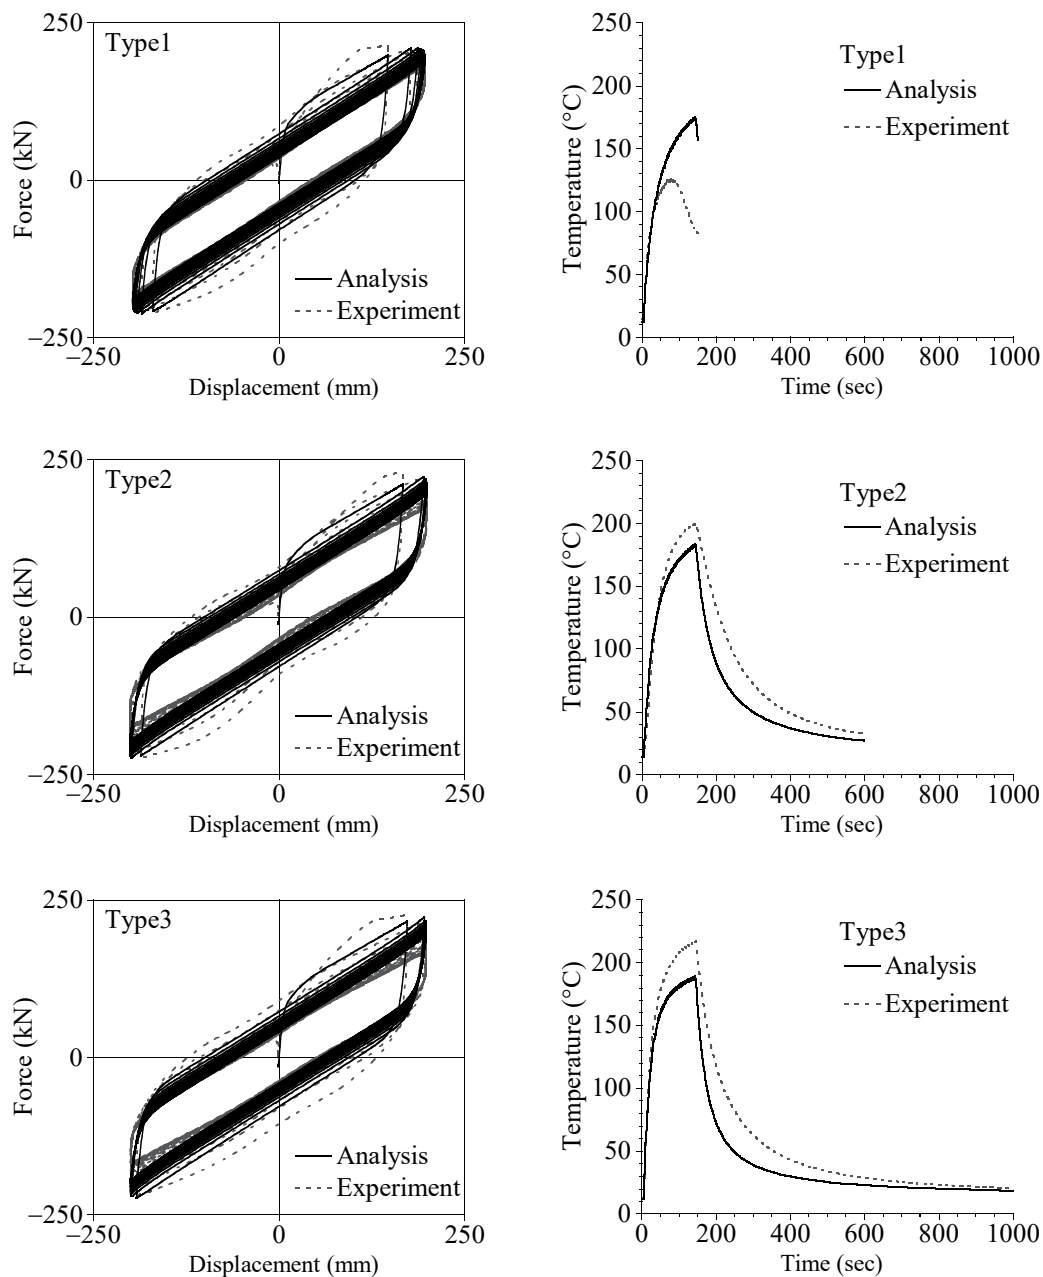 250
Type1
Force (kN)
0
Analysis
Experiment
−250
−250
0
250
Displacement (mm)
250
200
150
100
50
0
Temperature (°C)
Type1
Analysis
Experiment
0 200 400 600 800 1000
Time (sec)
250
Type2
Force (kN)
0
Analysis
Experiment
−250
−250
0
250
Displacement (mm)
250
200
150
100
50
0
Temperature (°C)
Type2
Analysis
Experiment
0 200 400 600 800 1000
Time (sec)
250
Type3
Force (kN)
0
Analysis
Experiment
−250
−250
0
250
Displacement (mm)
250
200
150
100
50
0
Temperature (°C)
Type3
Analysis
Experiment
0 200 400 600 800 1000
Time (sec)